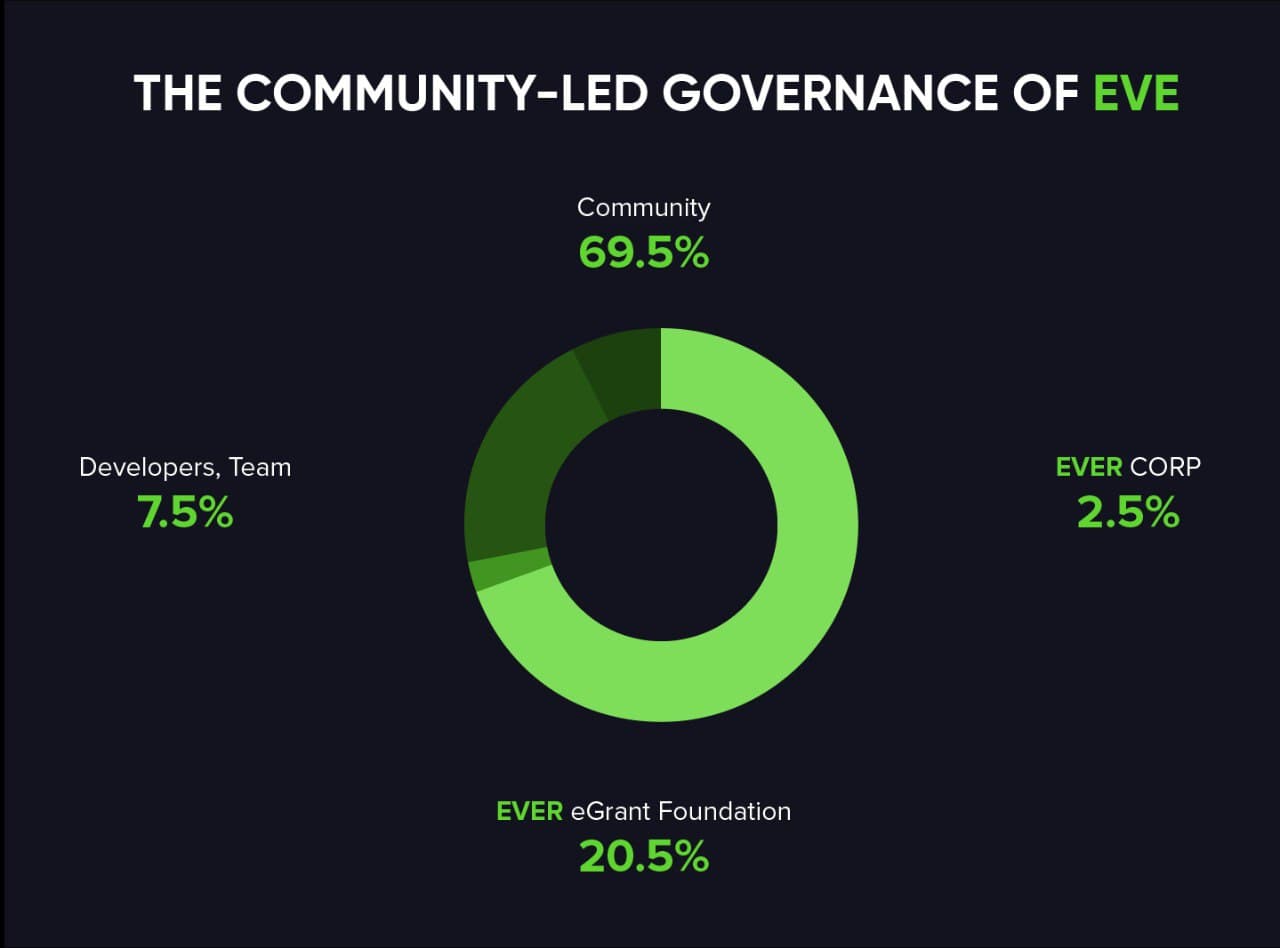 THE COMMUNITY-LED GOVERNANCE OF EVE
Community
69.5%
Developers, Team
7.5%
EVER CORP
2.5%
EVER eGrant Foundation
20.5%